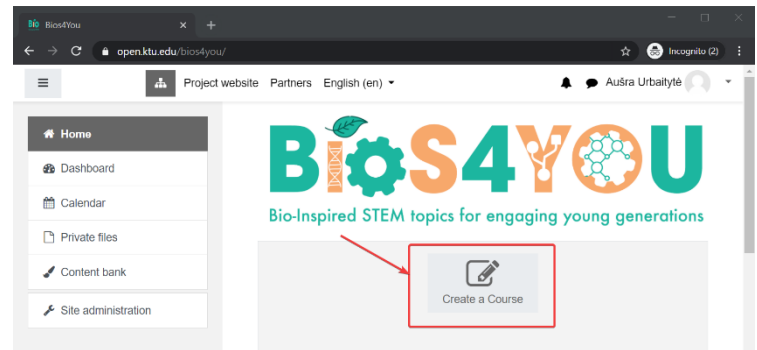 Bio Bios4You
open.ktu.edu/bios4you/
Incognito (2)
Project website Partners English (en)
Aušra Urbaitytė
Home
Dashboard
Calendar
Private files
Content bank
Site administration
BioS4YOU
Bio-Inspired STEM topics for engaging young generations
Create a Course